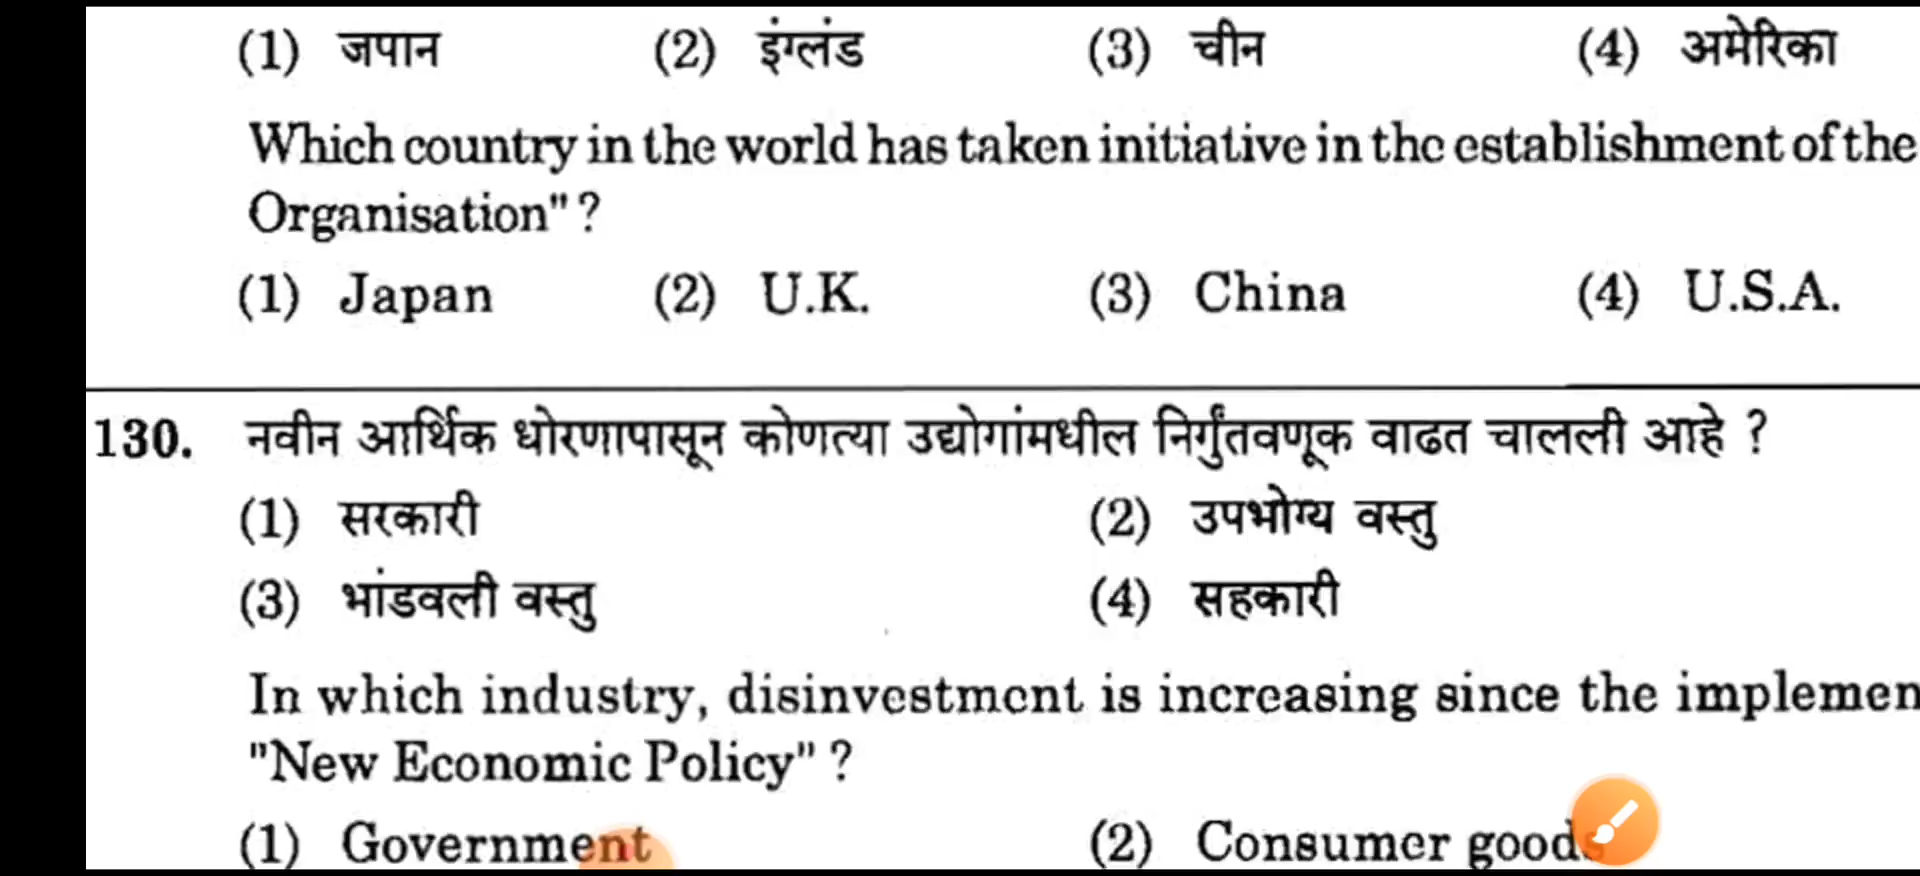 (1) जपान (2) इंग्लंड (3) चीन (4) अमेरिका
Which country in the world has taken initiative in the establishment of the
Organisation" ?
(1) Japan (2) U.K. (3) China (4) U.S.A.
130. नवीन आर्थिक धोरणापासून कोणत्या उद्योगांमधील निर्गुंतवणूक वाढत चालली आहे ?
(1) सरकारी (2) उपभोग्य वस्तु
(3) भांडवली वस्तु (4) सहकारी
In which industry, disinvestment is increasing since the implemen
"New Economic Policy" ?
(1) Government (2) Consumer goods